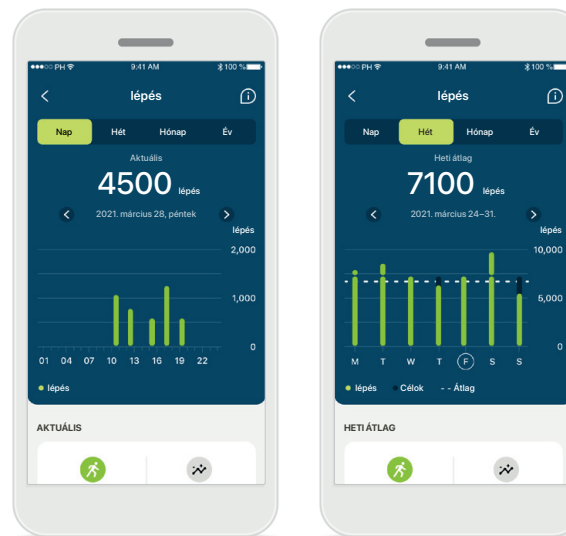 ●●●○○ PH 9:41 AM 100 %
lépés
Nap Hét Hónap Év
Aktuális
4500 lépés
2021. március 28, péntek
lépés
2,000
1,000
0
01 04 07 10 13 16 19 22
lépés
AKTUÁLIS
●●●○○ PH 9:41 AM 100 %
lépés
Nap Hét Hónap Év
Heti átlag
7100 lépés
2021. március 24–31.
lépés
10,000
5,000
0
M T W T F S S
lépés Célok - - Átlag
HETI ÁTLAG